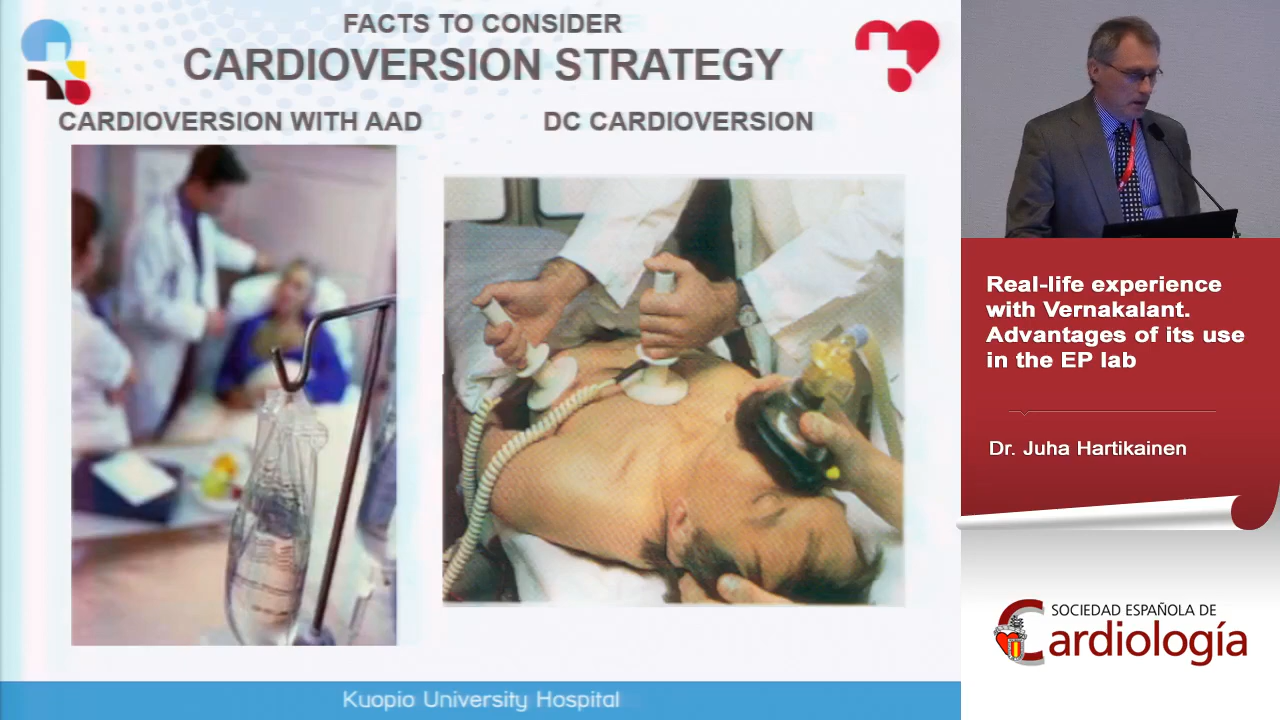 FACTS TO CONSIDER
CARDIOVERSION STRATEGY
CARDIOVERSION WITH AAD
DC CARDIOVERSION
Kuopio University Hospital
Real-life experience
with Vernakalant.
Advantages of its use
in the EP lab
Dr. Juha Hartikainen
SOCIEDAD ESPAÑOLA DE
Cardiología